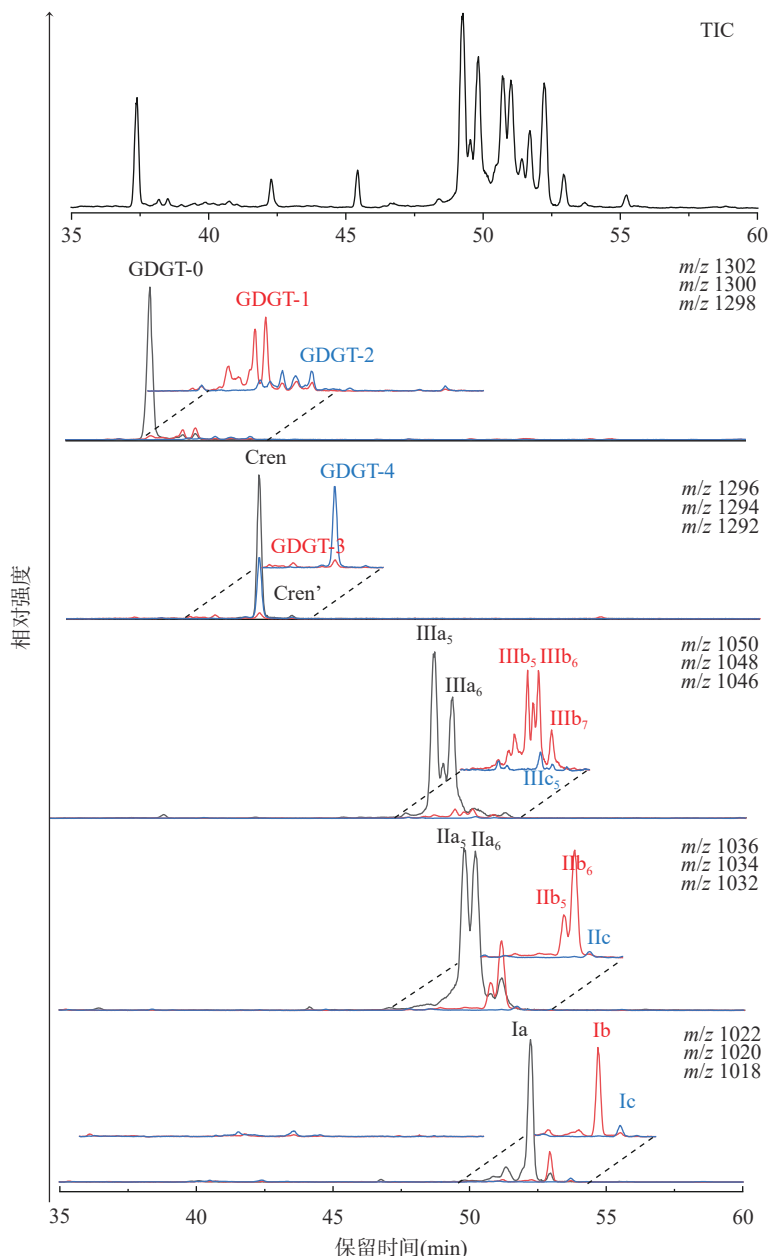 TIC
35 40 45 50 55 60
GDGT-0
m/z 1302
m/z 1300
m/z 1298
GDGT-1
GDGT-2
Cren
GDGT-4
m/z 1296
m/z 1294
m/z 1292
GDGT-3
Cren’
相对强度
IIIa₅
m/z 1050
m/z 1048
m/z 1046
IIIb₅ IIIb₆
IIIa₆
IIIb₇
IIIc₅
IIa₅ IIa₆
m/z 1036
m/z 1034
m/z 1032
IIb₆
IIb₅
IIc
Ia
Ib
m/z 1022
m/z 1020
m/z 1018
Ic
35 40 45 50 55 60
保留时间(min)